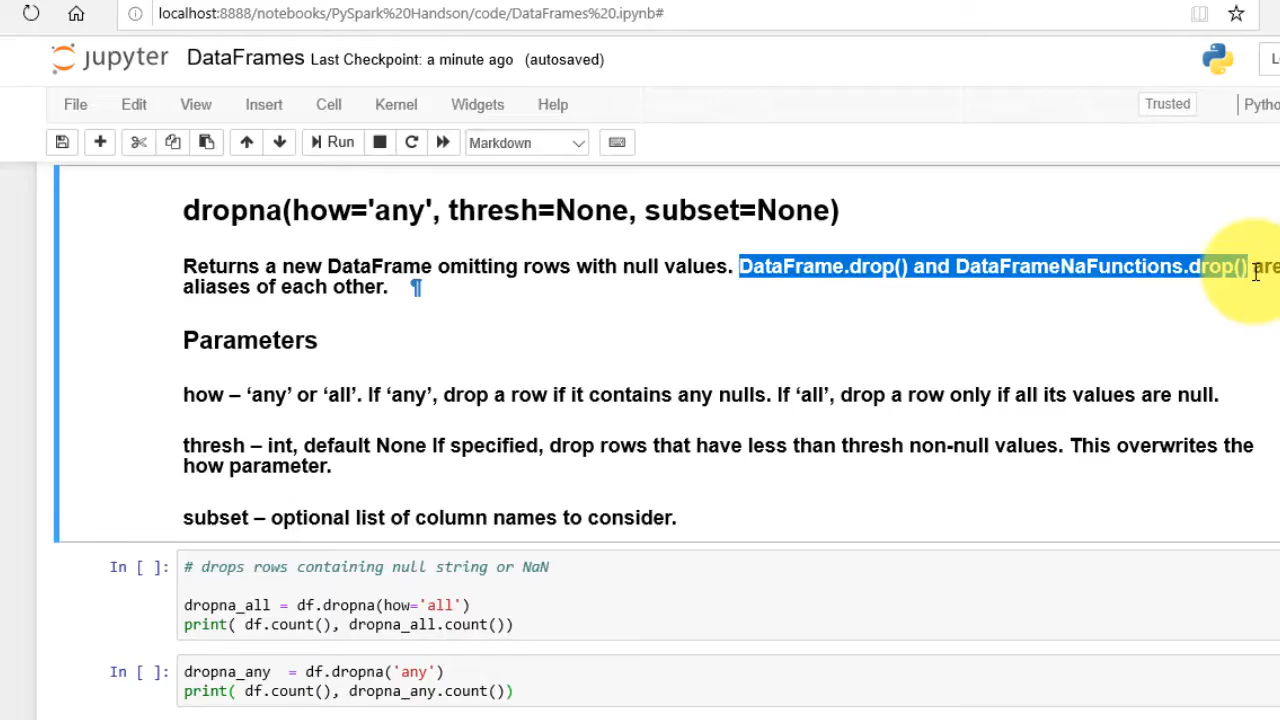 localhost:8888/notebooks/PySpark%20Handson/code/DataFrames%20.ipynb#
jupyter DataFrames Last Checkpoint: a minute ago (autosaved)
File Edit View Insert Cell Kernel Widgets Help Trusted
Run Markdown
dropna(how='any', thresh=None, subset=None)
Returns a new DataFrame omitting rows with null values. DataFrame.drop() and DataFrameNaFunctions.drop() are
aliases of each other. ¶
Parameters
how – ‘any’ or ‘all’. If ‘any’, drop a row if it contains any nulls. If ‘all’, drop a row only if all its values are null.
thresh – int, default None If specified, drop rows that have less than thresh non-null values. This overwrites the
how parameter.
subset – optional list of column names to consider.
In [ ]: # drops rows containing null string or NaN
dropna_all = df.dropna(how='all')
print( df.count(), dropna_all.count())
In [ ]: dropna_any = df.dropna('any')
print( df.count(), dropna_any.count())